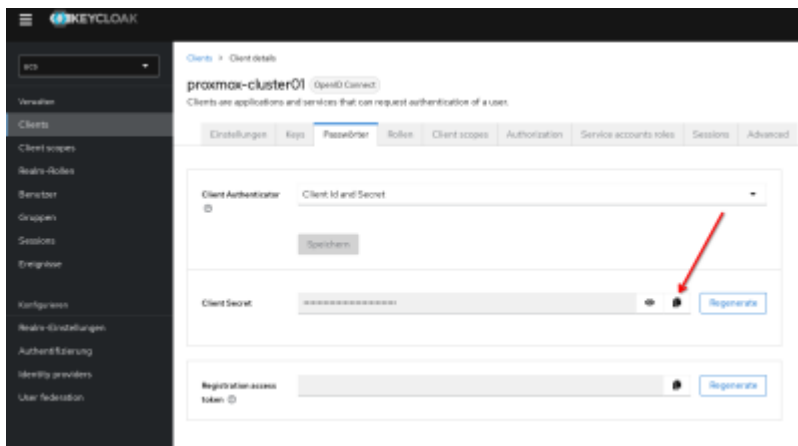 KEYCLOAK
Clients > Client details
proxmox-cluster01 OpenID Connect
Clients are applications and services that can request authentication of a user.
Verwalten
Clients
Client scopes
Realm-Rollen
Benutzer
Gruppen
Sessions
Ereignisse
Konfigurieren
Realm-Einstellungen
Authentifizierung
Identity providers
User federation
Einstellungen Keys Passwörter Rollen Client scopes Authorization Service accounts roles Sessions Advanced
Client Authenticator Client Id and Secret
Speichern
Client Secret Regenerate
Registration access Regenerate
token